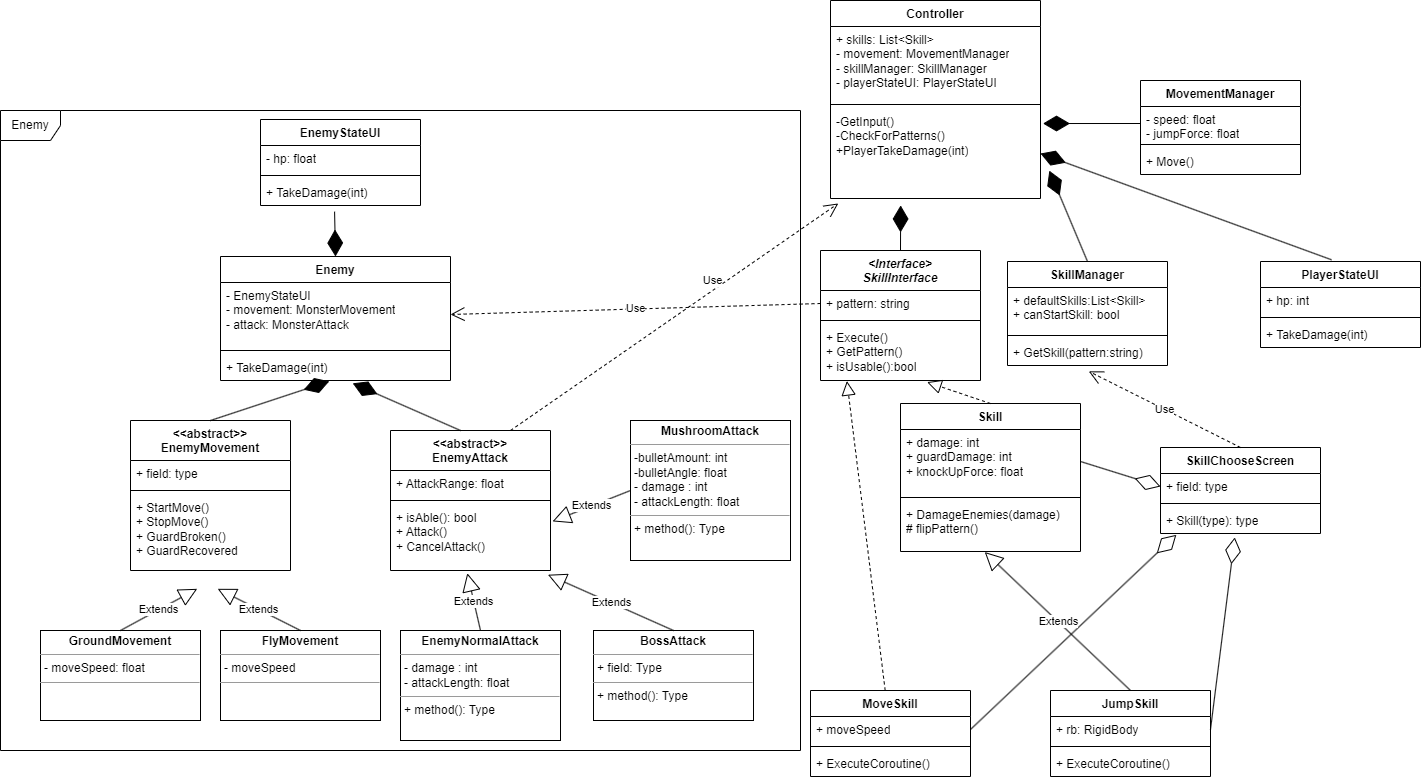 Controller
+ skills: List<Skill>
- movement: MovementManager
- skillManager: SkillManager
- playerStateUI: PlayerStateUI
-GetInput()
-CheckForPatterns()
+PlayerTakeDamage(int)
MovementManager
- speed: float
- jumpForce: float
+ Move()
Enemy
EnemyStateUI
- hp: float
+ TakeDamage(int)
Enemy
- EnemyStateUI
- movement: MonsterMovement
- attack: MonsterAttack
+ TakeDamage(int)
Use
Use
<Interface>
SkillInterface
+ pattern: string
+ Execute()
+ GetPattern()
+ isUsable():bool
SkillManager
+ defaultSkills:List<Skill>
+ canStartSkill: bool
+ GetSkill(pattern:string)
PlayerStateUI
+ hp: int
+ TakeDamage(int)
Use
<<abstract>>
EnemyMovement
+ field: type
+ StartMove()
+ StopMove()
+ GuardBroken()
+ GuardRecovered
<<abstract>>
EnemyAttack
+ AttackRange: float
+ isAble(): bool
+ Attack()
+ CancelAttack()
Extends
MushroomAttack
-bulletAmount: int
-bulletAngle: float
- damage : int
- attackLength: float
+ method(): Type
Skill
+ damage: int
+ guardDamage: int
+ knockUpForce: float
+ DamageEnemies(damage)
# flipPattern()
SkillChooseScreen
+ field: type
+ Skill(type): type
Extends
Extends
Extends
Extends
Extends
GroundMovement
- moveSpeed: float
FlyMovement
- moveSpeed
EnemyNormalAttack
- damage : int
- attackLength: float
+ method(): Type
BossAttack
+ field: Type
+ method(): Type
MoveSkill
+ moveSpeed
+ ExecuteCoroutine()
JumpSkill
+ rb: RigidBody
+ ExecuteCoroutine()